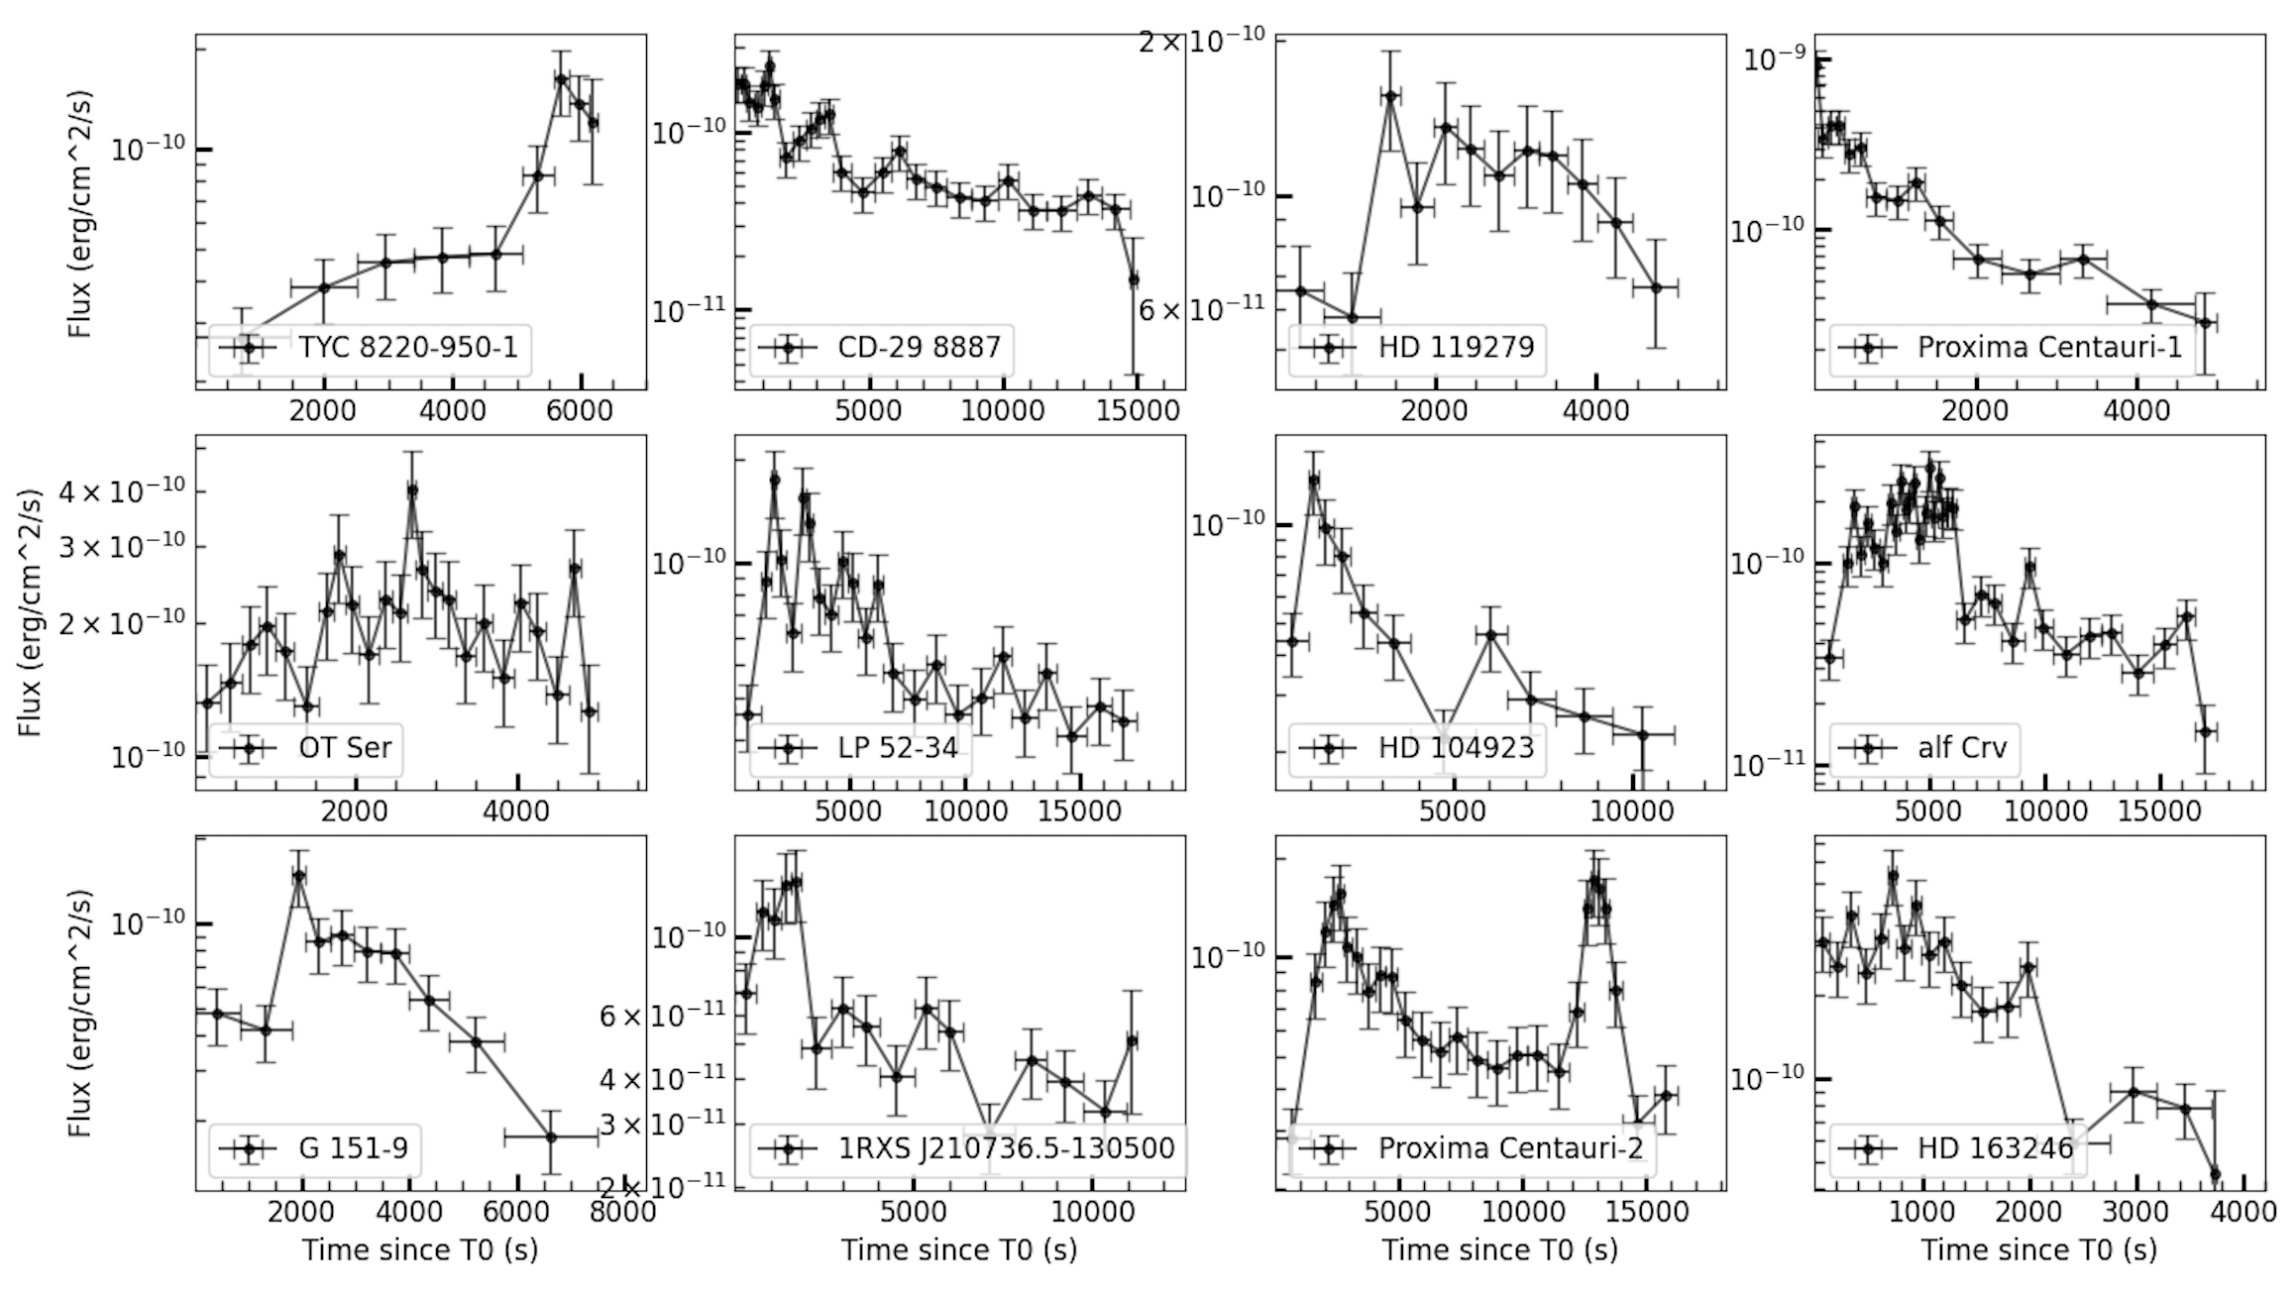 2×10⁻¹⁰
10⁻⁹
10⁻¹⁰
10⁻¹⁰
10⁻¹⁰
10⁻¹⁰
10⁻¹¹
6×10⁻¹¹
Flux (erg/cm^2/s)
TYC 8220-950-1
CD-29 8887
HD 119279
Proxima Centauri-1
2000 4000 6000
5000 10000 15000
2000 4000
2000 4000
4×10⁻¹⁰
3×10⁻¹⁰
2×10⁻¹⁰
10⁻¹⁰
10⁻¹⁰
10⁻¹⁰
10⁻¹⁰
10⁻¹¹
Flux (erg/cm^2/s)
OT Ser
LP 52-34
HD 104923
alf Crv
2000 4000
5000 10000 15000
5000 10000
5000 10000 15000
10⁻¹⁰
10⁻¹⁰
6×10⁻¹¹
4×10⁻¹¹
3×10⁻¹¹
2×10⁻¹¹
10⁻¹⁰
10⁻¹⁰
Flux (erg/cm^2/s)
G 151-9
1RXS J210736.5-130500
Proxima Centauri-2
HD 163246
2000 4000 6000 8000
5000 10000
5000 10000 15000
1000 2000 3000 4000
Time since T0 (s)
Time since T0 (s)
Time since T0 (s)
Time since T0 (s)